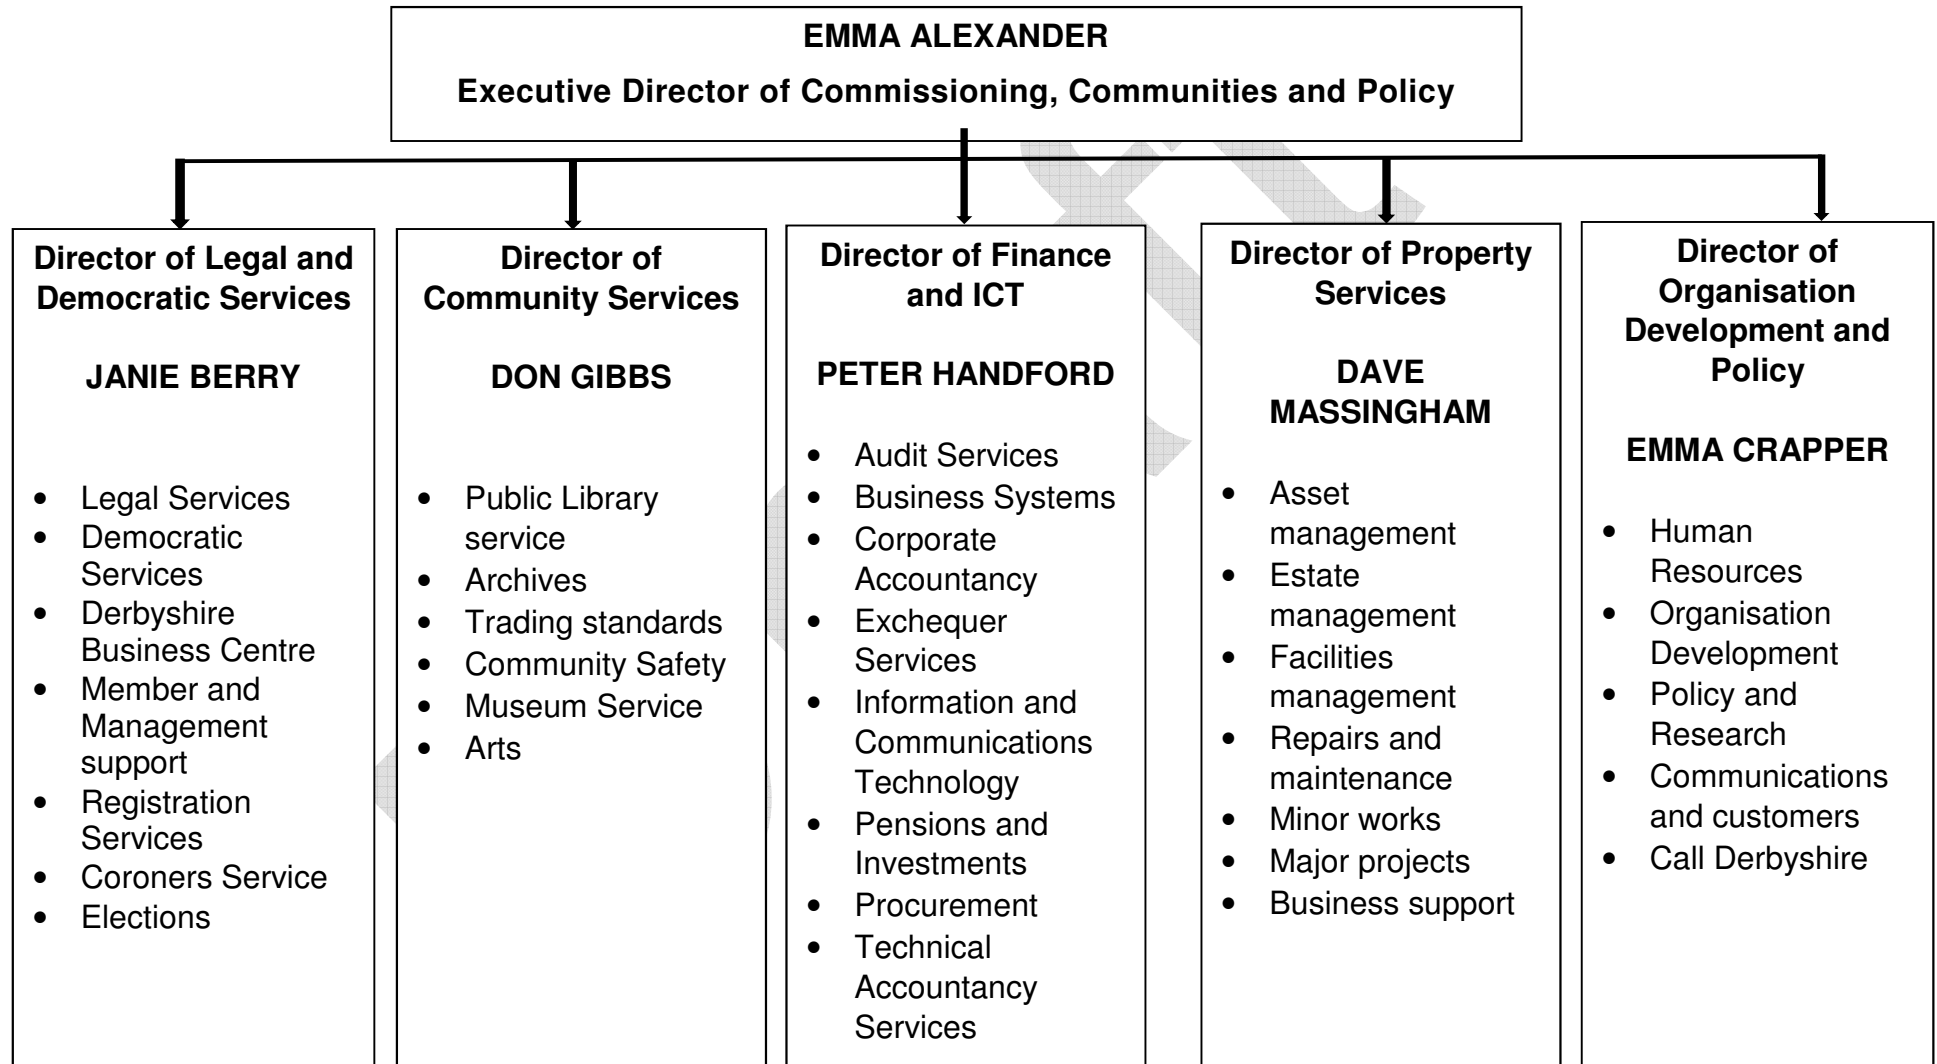 EMMA ALEXANDER
Executive Director of Commissioning, Communities and Policy
Director of Legal and
Democratic Services
JANIE BERRY
• Legal Services
• Democratic
Services
• Derbyshire
Business Centre
• Member and
Management
support
• Registration
Services
• Coroners Service
• Elections
Director of
Community Services
DON GIBBS
• Public Library
service
• Archives
• Trading standards
• Community Safety
• Museum Service
• Arts
Director of Finance
and ICT
PETER HANDFORD
• Audit Services
• Business Systems
• Corporate
Accountancy
• Exchequer
Services
• Information and
Communications
Technology
• Pensions and
Investments
• Procurement
• Technical
Accountancy
Services
Director of Property
Services
DAVE
MASSINGHAM
• Asset
management
• Estate
management
• Facilities
management
• Repairs and
maintenance
• Minor works
• Major projects
• Business support
Director of
Organisation
Development and
Policy
EMMA CRAPPER
• Human
Resources
• Organisation
Development
• Policy and
Research
• Communications
and customers
• Call Derbyshire